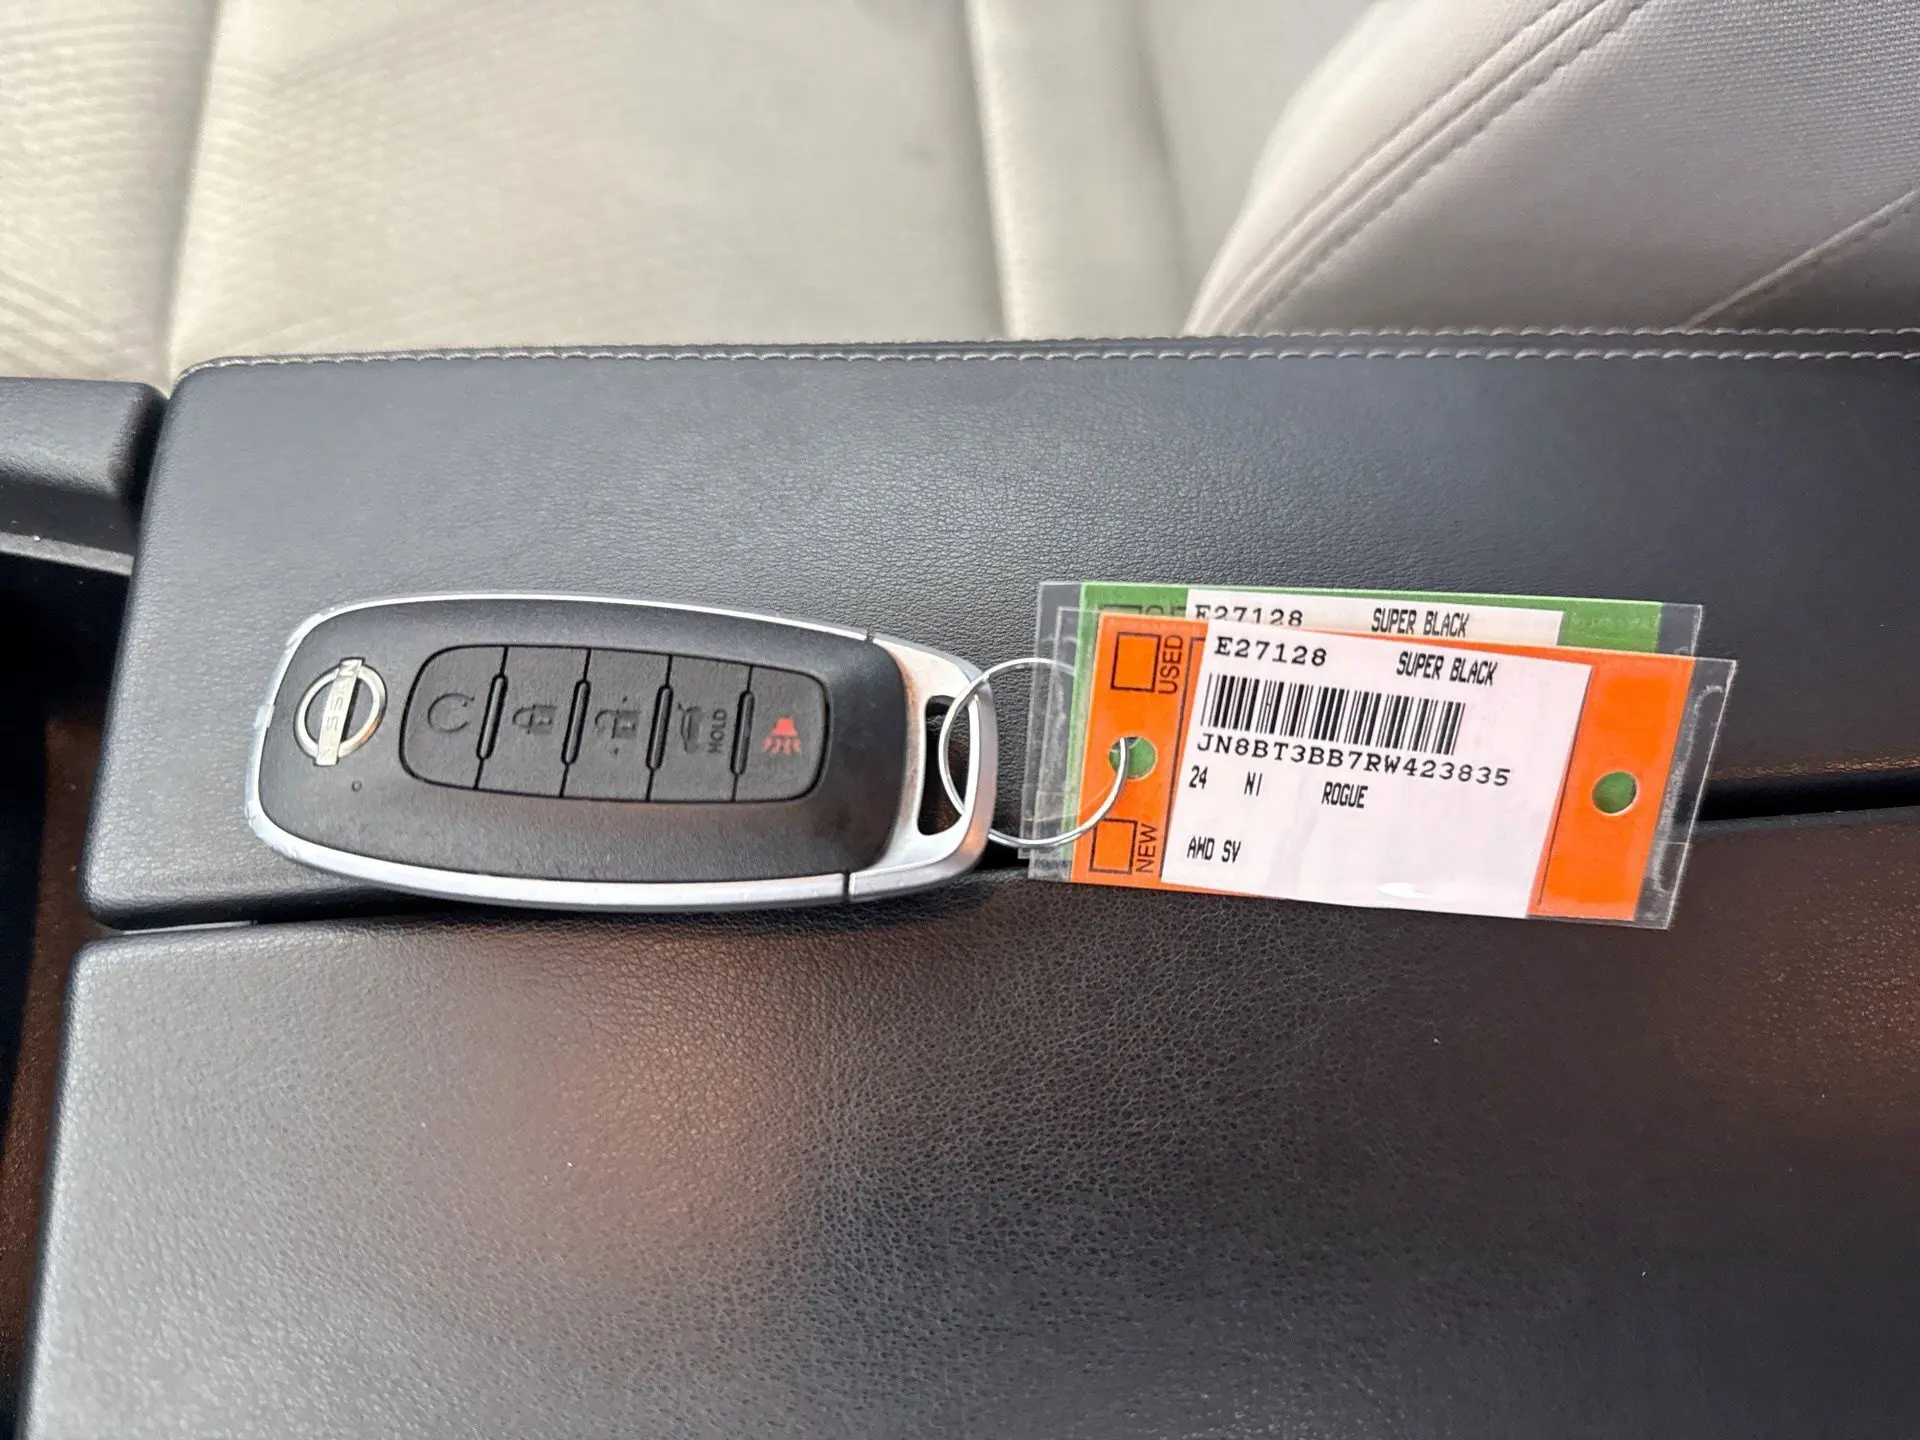 NISSAN
HOLD
E27128 SUPER BLACK
USED
NEW
E27128 SUPER BLACK
JN8BT3BB7RW423835
24 NI ROGUE
AWD SV